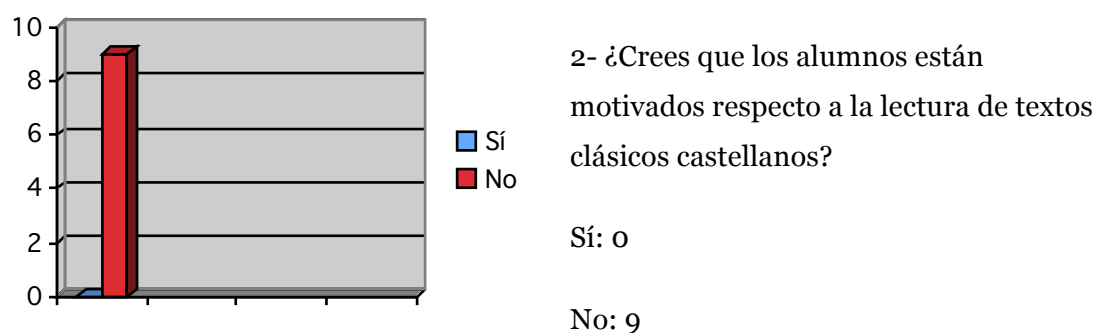 10
8
6
4
2
0
Sí
No
2- ¿Crees que los alumnos están
motivados respecto a la lectura de textos
clásicos castellanos?
Sí: 0
No: 9